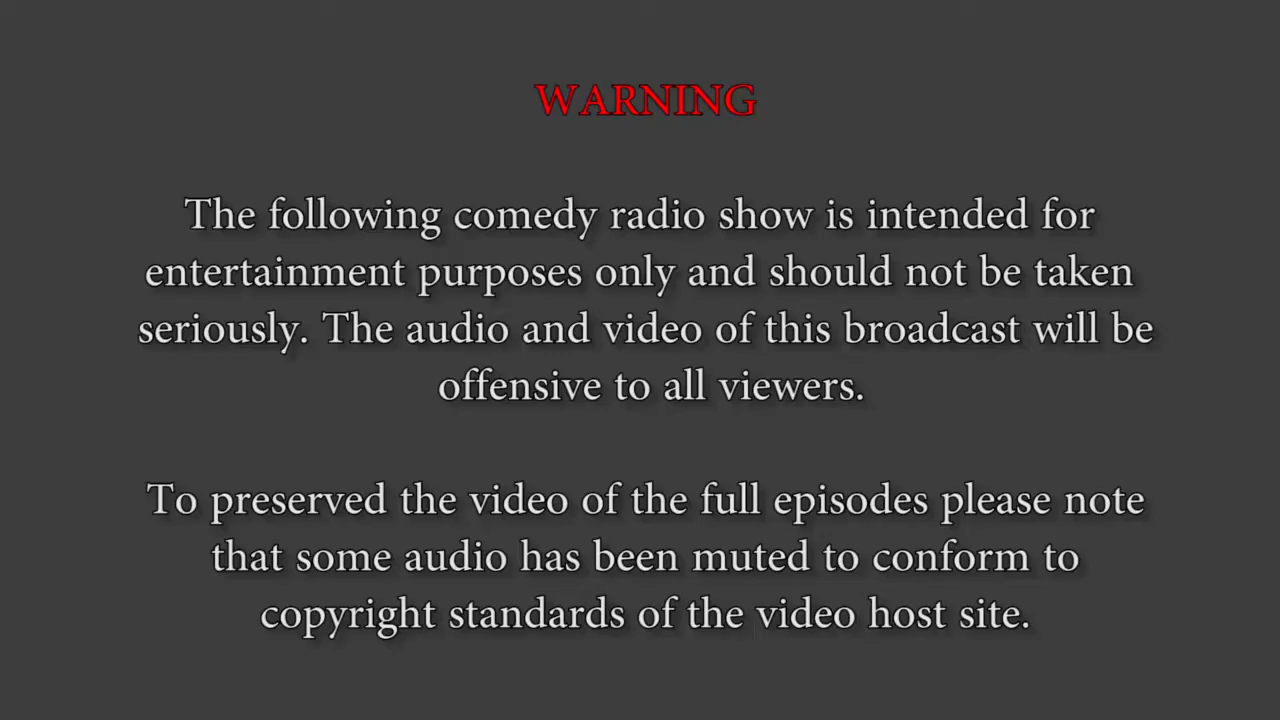 WARNING
The following comedy radio show is intended for
entertainment purposes only and should not be taken
seriously. The audio and video of this broadcast will be
offensive to all viewers.
To preserved the video of the full episodes please note
that some audio has been muted to conform to
copyright standards of the video host site.